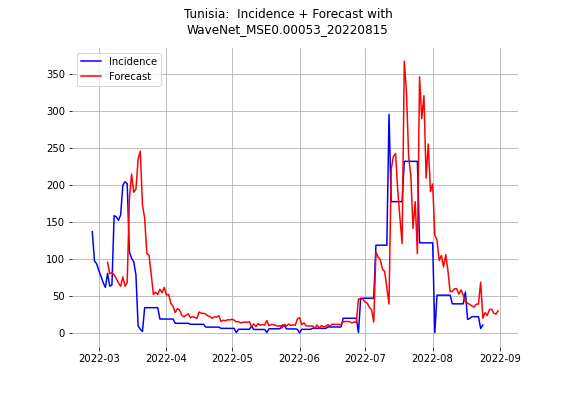 Tunisia:  Incidence + Forecast with
WaveNet_MSE0.00053_20220815
Incidence
Forecast
350
300
250
200
150
100
50
0
2022-03 2022-04 2022-05 2022-06 2022-07 2022-08 2022-09